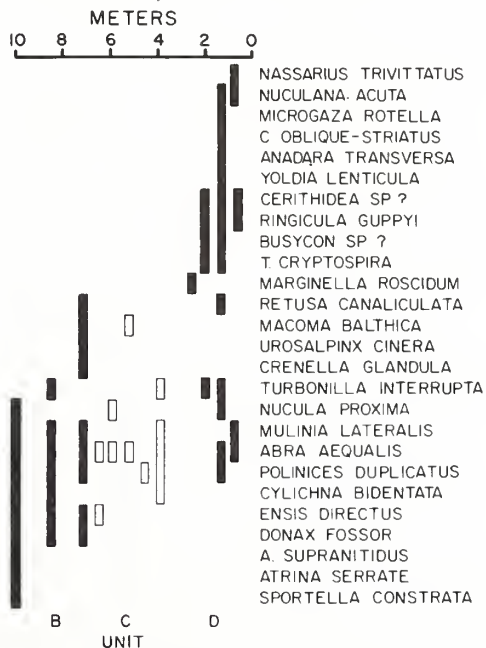 METERS
10 8 6 4 2 0
NASSARIUS TRIVITTATUS
NUCULANA. ACUTA
MICROGAZA ROTELLA
C OBLIQUE-STRIATUS
ANADARA TRANSVERSA
YOLDIA LENTICULA
CERITHIDEA SP ?
RINGICULA GUPPYI
BUSYCON SP ?
T. CRYPTOSPIRA
MARGINELLA ROSCIDUM
RETUSA CANALICULATA
MACOMA BALTHICA
UROSALPINX CINERA
CRENELLA GLANDULA
TURBONILLA INTERRUPTA
NUCULA PROXIMA
MULINIA LATERALIS
ABRA AEQUALIS
POLINICES DUPLICATUS
CYLICHNA BIDENTATA
ENSIS DIRECTUS
DONAX FOSSOR
A. SUPRANITIDUS
ATRINA SERRATE
SPORTELLA CONSTRATA
B C D
UNIT